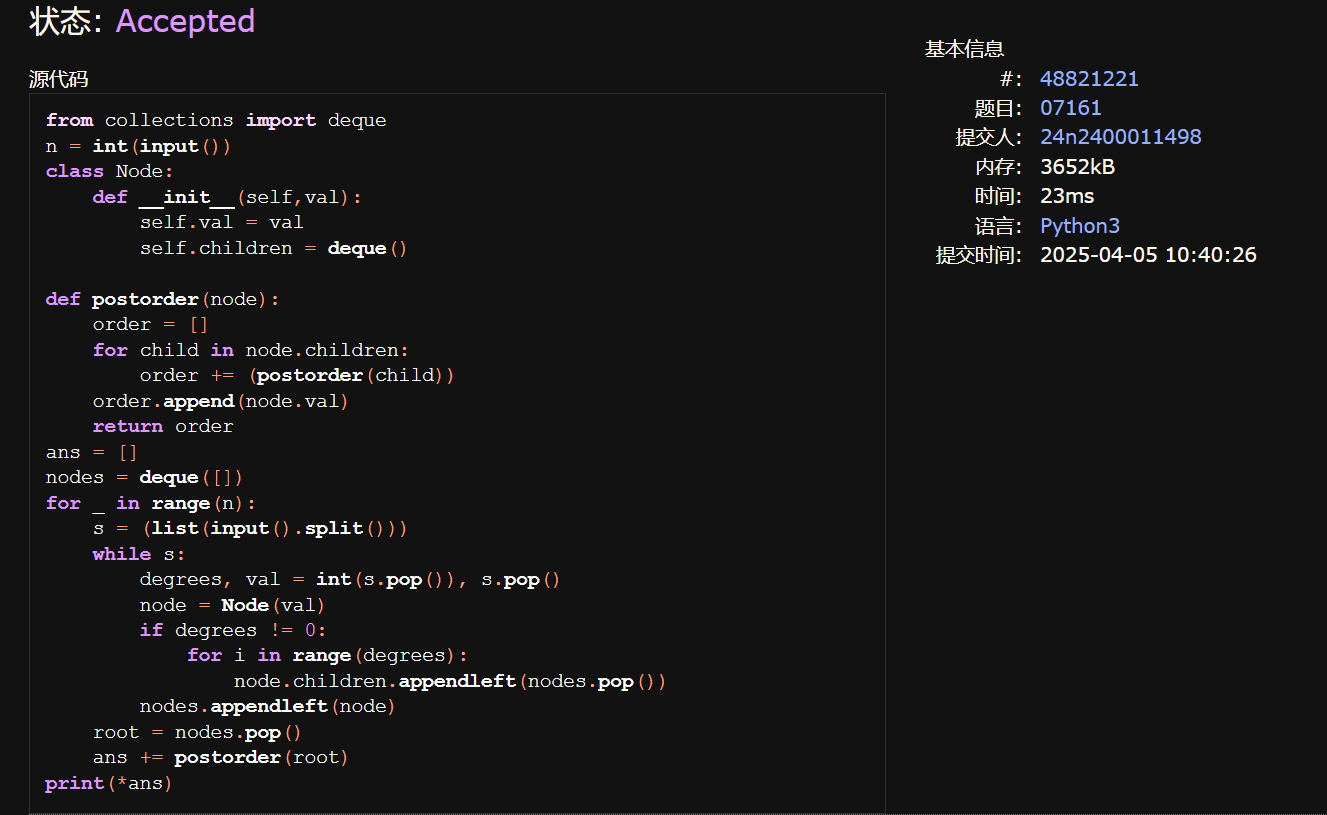 状态: Accepted
源代码
from collections import deque
n = int(input())
class Node:
    def __init__(self,val):
        self.val = val
        self.children = deque()

def postorder(node):
    order = []
    for child in node.children:
        order += (postorder(child))
    order.append(node.val)
    return order
ans = []
nodes = deque([])
for _ in range(n):
    s = (list(input().split()))
    while s:
        degrees, val = int(s.pop()), s.pop()
        node = Node(val)
        if degrees != 0:
            for i in range(degrees):
                node.children.appendleft(nodes.pop())
        nodes.appendleft(node)
    root = nodes.pop()
    ans += postorder(root)
print(*ans)
基本信息
#: 48821221
题目: 07161
提交人: 24n2400011498
内存: 3652kB
时间: 23ms
语言: Python3
提交时间: 2025-04-05 10:40:26